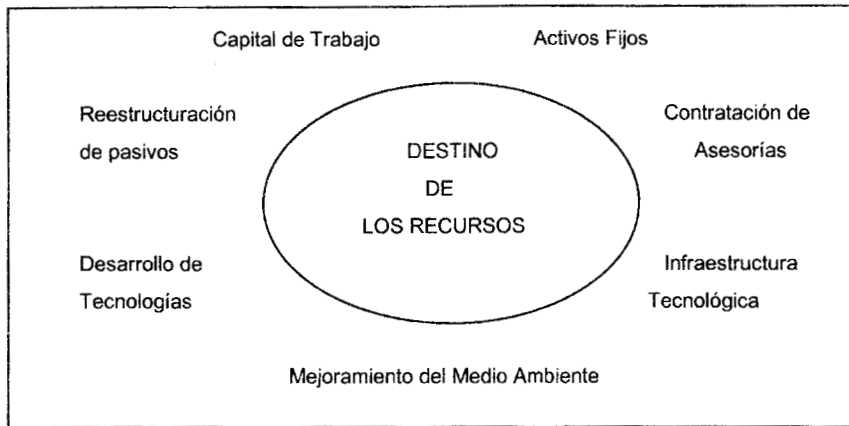 Capital de Trabajo
Activos Fijos
Reestructuración
de pasivos
DESTINO
DE
LOS RECURSOS
Contratación de
Asesorías
Desarrollo de
Tecnologías
Infraestructura
Tecnológica
Mejoramiento del Medio Ambiente